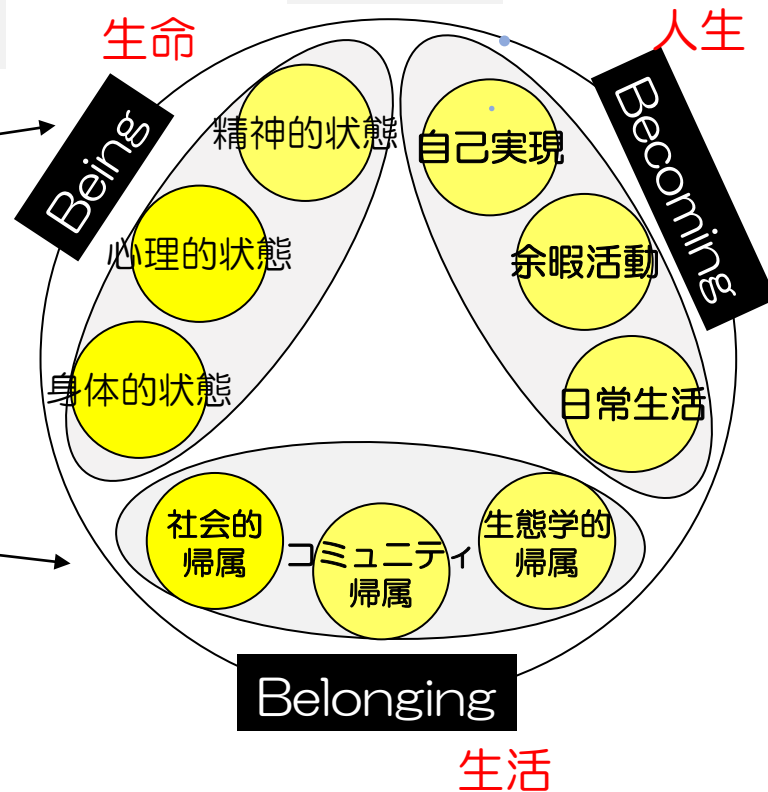 生命
人生
Being
Becoming
精神的状態
自己実現
心理的状態
余暇活動
身体的状態
日常生活
社会的
帰属
コミュニティ
帰属
生態学的
帰属
Belonging
生活